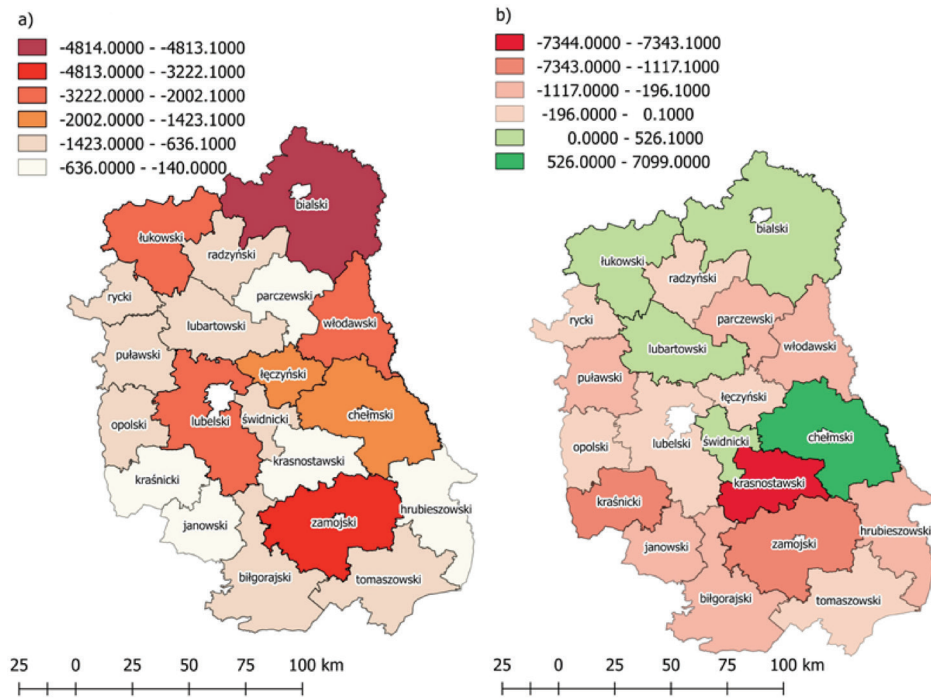 a)
-4814.0000 - -4813.1000
-4813.0000 - -3222.1000
-3222.0000 - -2002.1000
-2002.0000 - -1423.1000
-1423.0000 - -636.1000
-636.0000 - -140.0000
bialski
łukowski
radzyński
parczewski
rycki
lubartowski
włodawski
puławski
łęczyński
chełmski
opolski
lubelski
świdnicki
krasnostawski
kraśnicki
hrubieszowski
janowski
zamojski
biłgorajski
tomaszowski
25 0 25 50 75 100 km
b)
-7344.0000 - -7343.1000
-7343.0000 - -1117.1000
-1117.0000 - -196.1000
-196.0000 - 0.1000
0.0000 - 526.1000
526.0000 - 7099.0000
bialski
łukowski
radzyński
parczewski
rycki
lubartowski
włodawski
puławski
łęczyński
chełmski
opolski
lubelski
świdnicki
krasnostawski
kraśnicki
hrubieszowski
janowski
zamojski
biłgorajski
tomaszowski
25 0 25 50 75 100 km